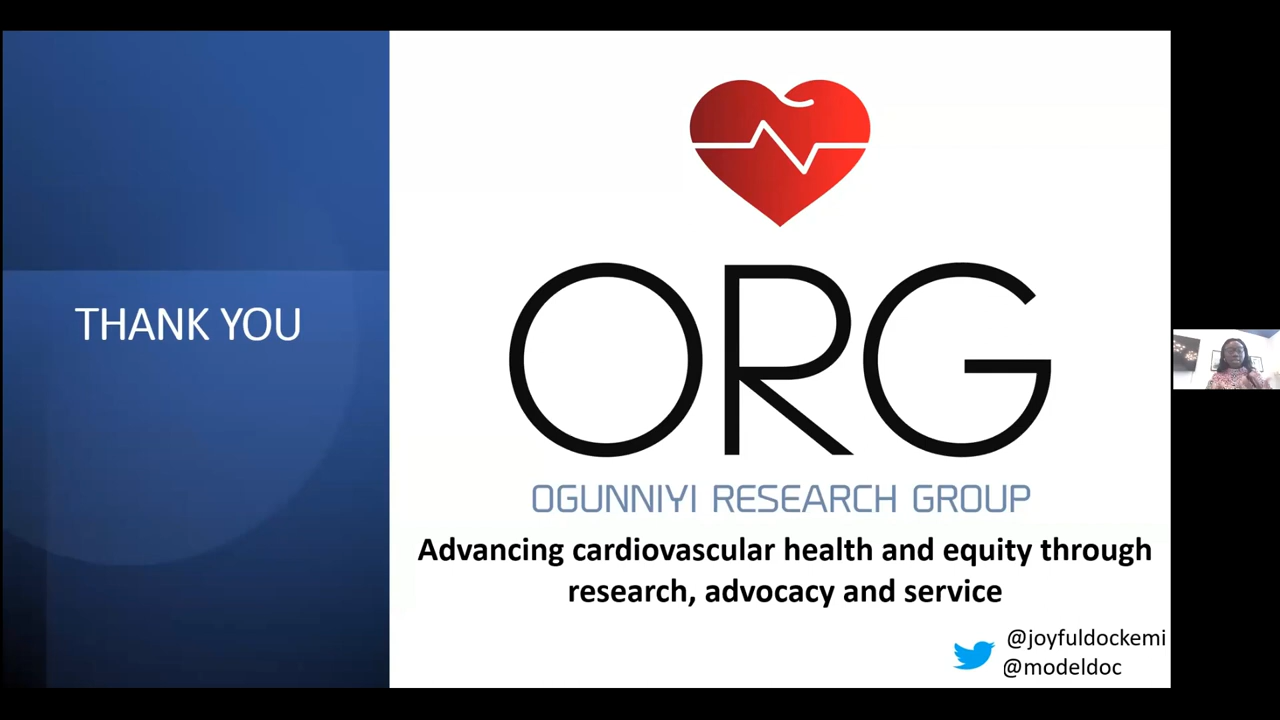 THANK YOU
ORG
OGUNNIYI RESEARCH GROUP
Advancing cardiovascular health and equity through
research, advocacy and service
@joyfuldockemi
@modeldoc